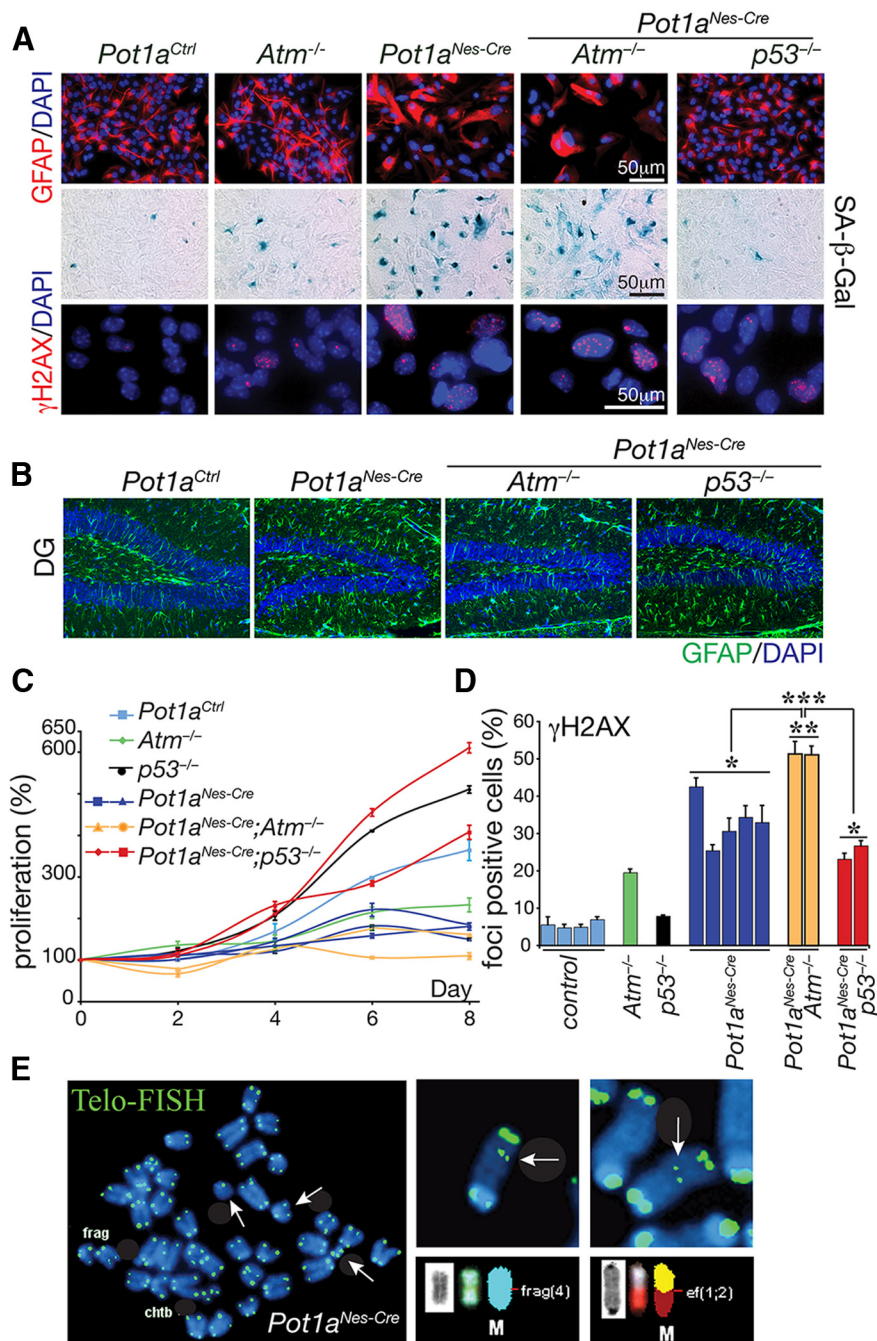 A
Pot1a^Nes-Cre
Pot1a^Ctrl
Atm^−/−
Pot1a^Nes-Cre
Atm^−/−
p53^−/−
GFAP/DAPI
50μm
SA-β-Gal
50μm
γH2AX/DAPI
50μm
B
Pot1a^Nes-Cre
Pot1a^Ctrl
Pot1a^Nes-Cre
Atm^−/−
p53^−/−
DG
GFAP/DAPI
C
proliferation (%)
650
600
300
100
0
0
2
4
6
8
Day
Pot1a^Ctrl
Atm^−/−
p53^−/−
Pot1a^Nes-Cre
Pot1a^Nes-Cre;Atm^−/−
Pot1a^Nes-Cre;p53^−/−
D
γH2AX
foci positive cells (%)
60
50
40
30
20
10
0
***
**
*
*
control
Atm^−/−
p53^−/−
Pot1a^Nes-Cre
Pot1a^Nes-Cre
Atm^−/−
Pot1a^Nes-Cre
p53^−/−
E
Telo-FISH
frag
chtb
Pot1a^Nes-Cre
frag(4)
M
ef(1;2)
M